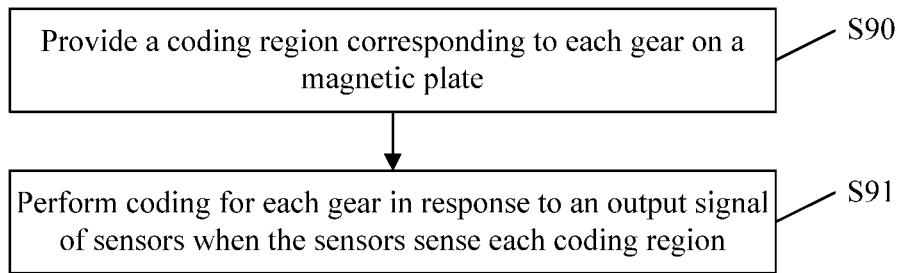 Provide a coding region corresponding to each gear on a
magnetic plate
S90
Perform coding for each gear in response to an output signal
of sensors when the sensors sense each coding region
S91